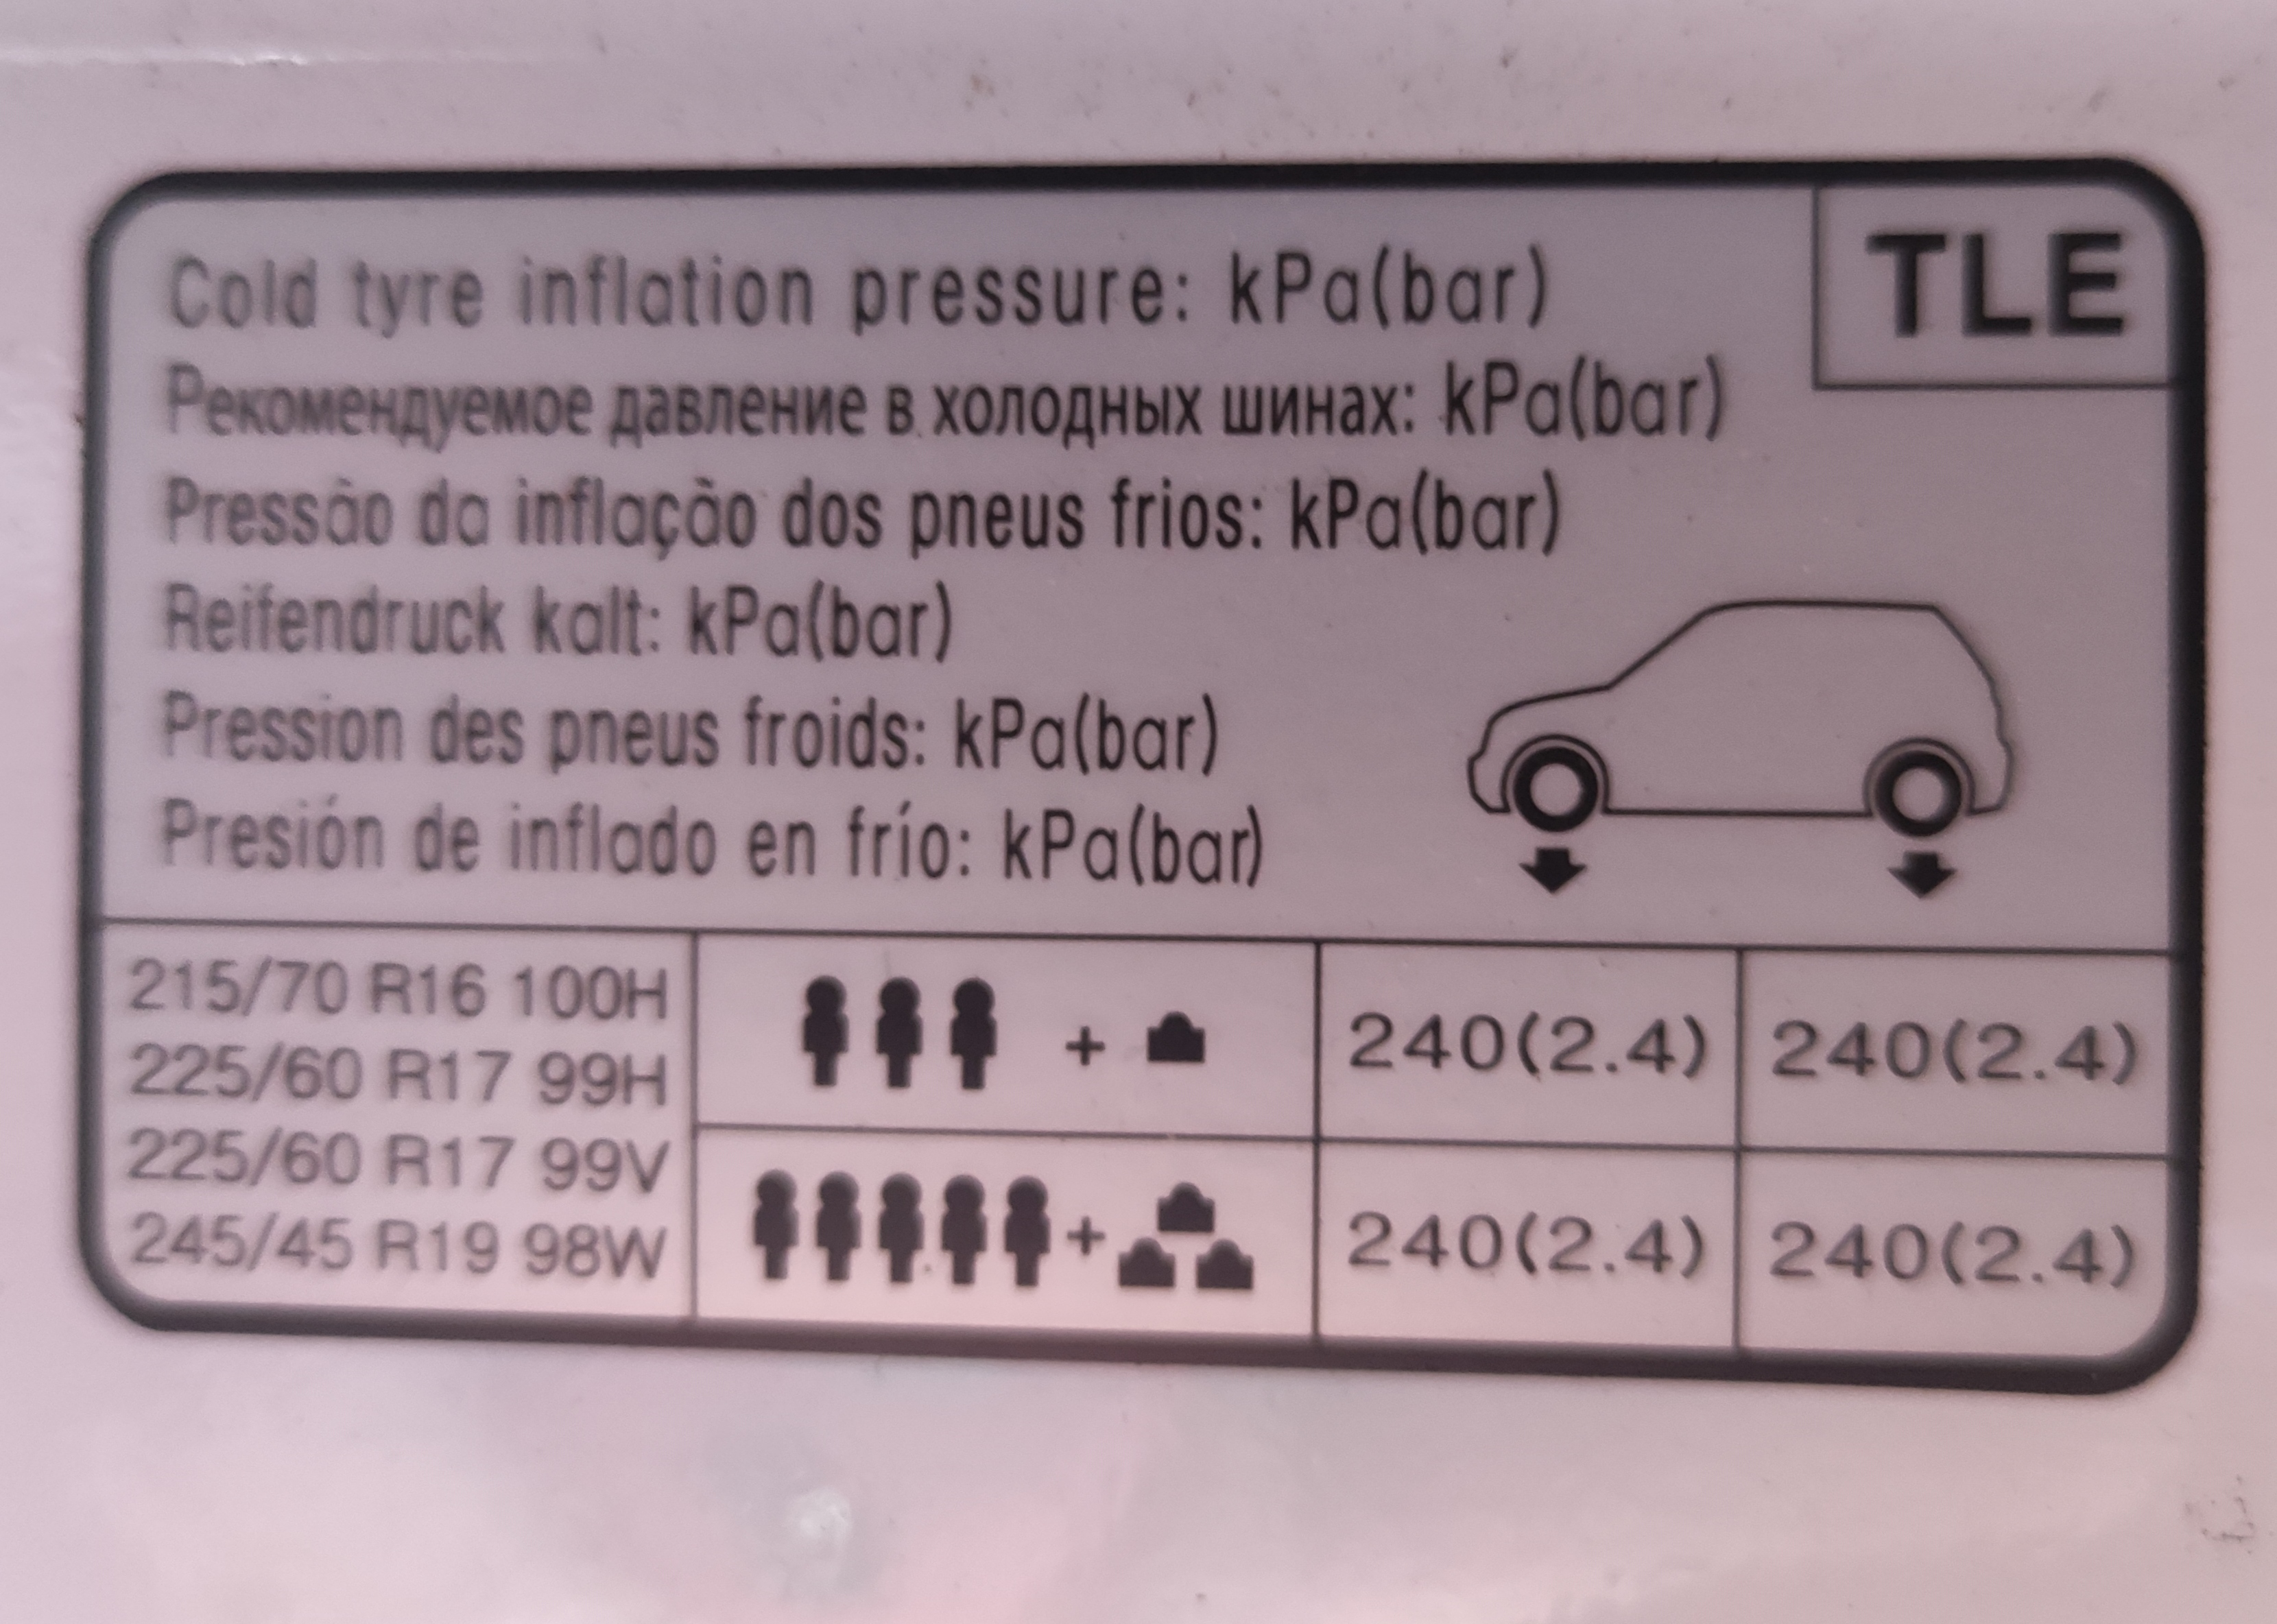 TLE
Cold tyre inflation pressure: kPa(bar)
Рекомендуемое давление в холодных шинах: kPa(bar)
Pressão da inflação dos pneus frios: kPa(bar)
Reifendruck kalt: kPa(bar)
Pression des pneus froids: kPa(bar)
Presión de inflado en frío: kPa(bar)
215/70 R16 100H
225/60 R17 99H
225/60 R17 99V
245/45 R19 98W
+ 240(2.4) 240(2.4)
+ 240(2.4) 240(2.4)